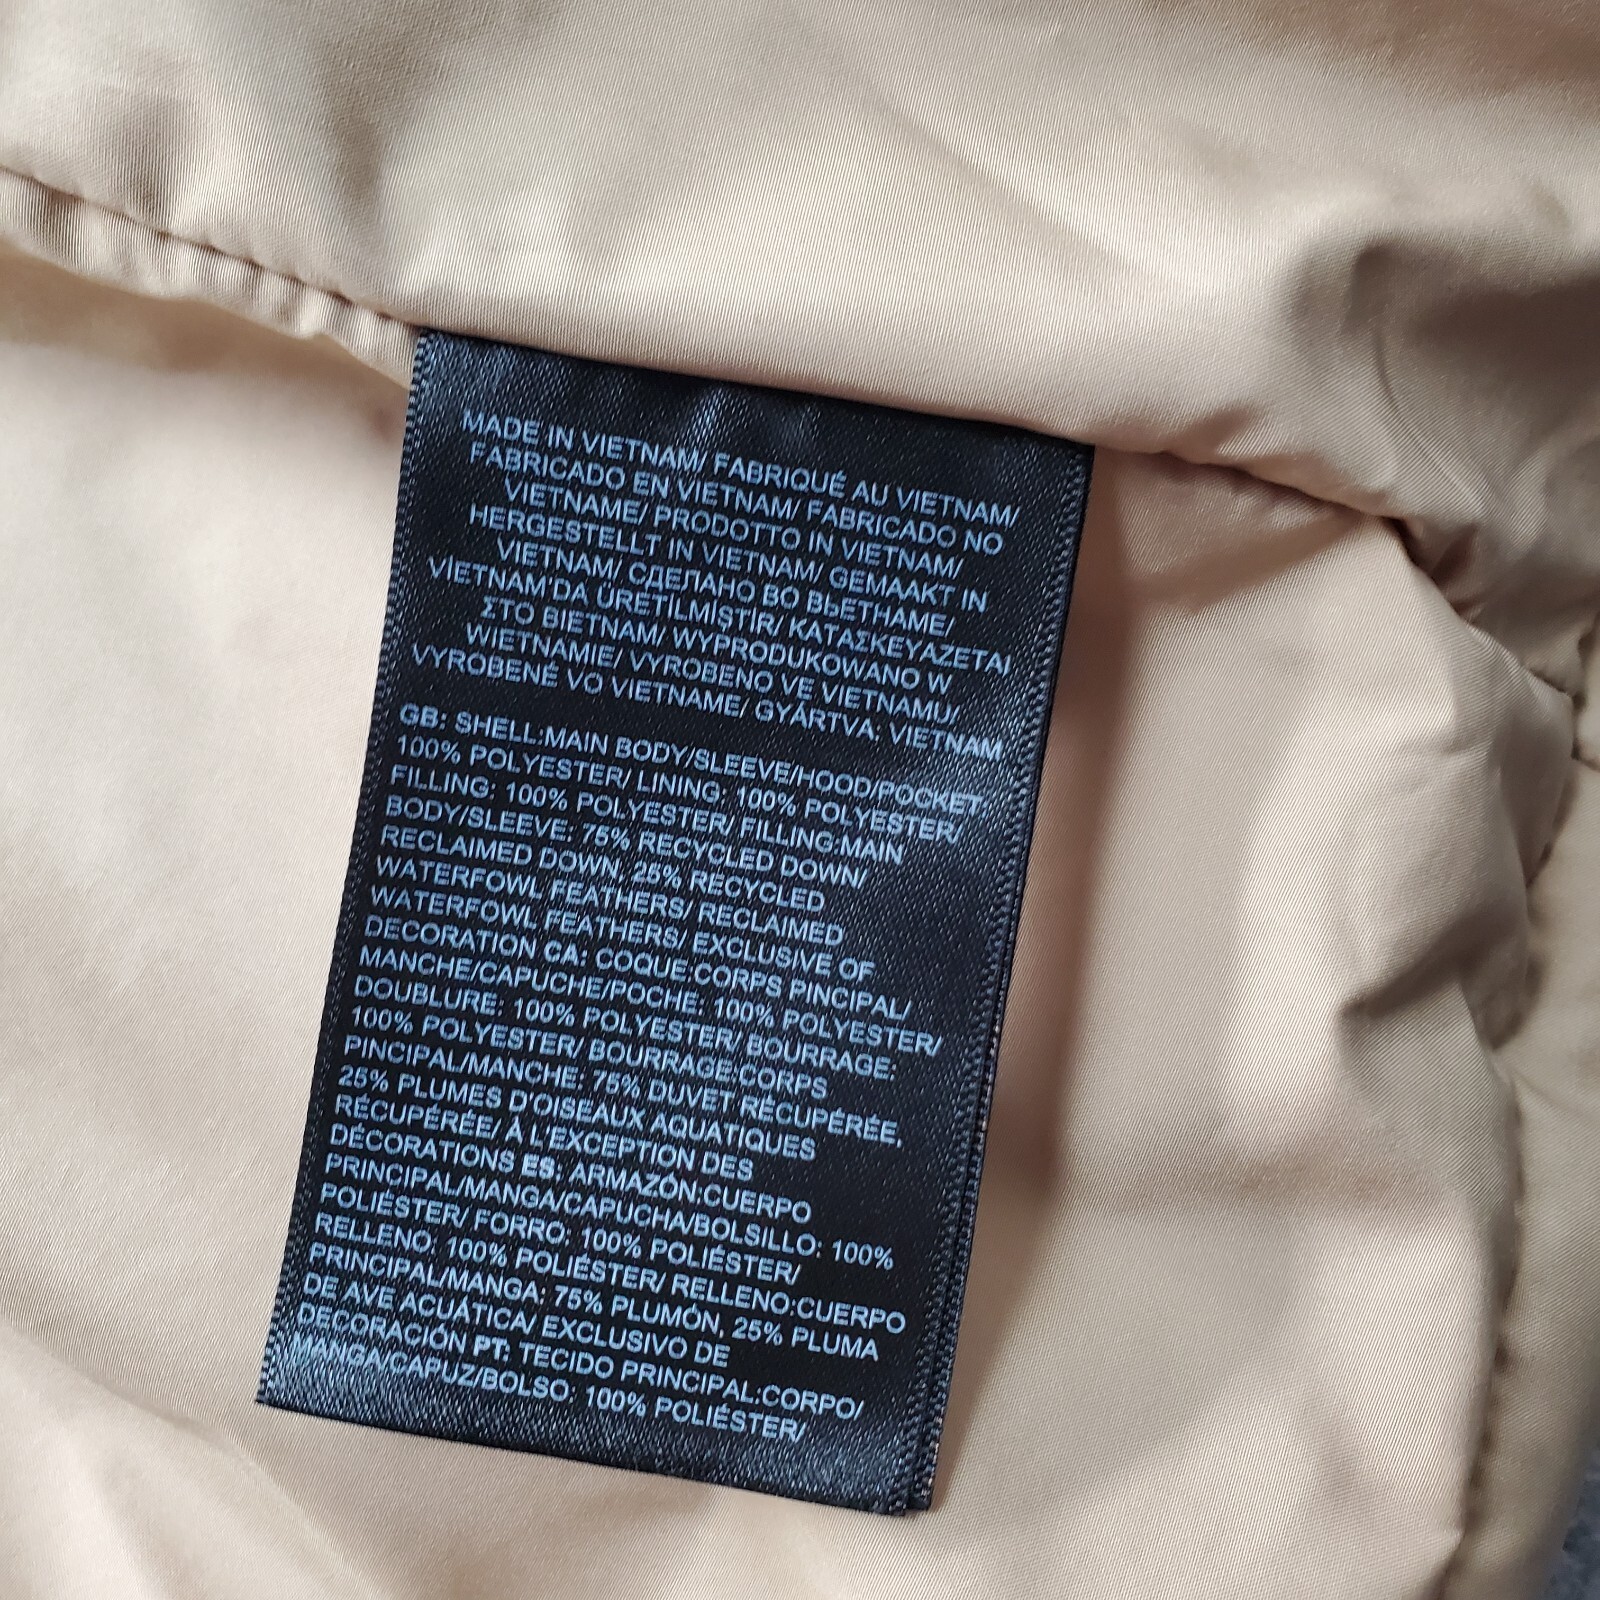 MADE IN VIETNAM/ FABRIQUÉ AU VIETNAM/
FABRICADO EN VIETNAM/ FABRICADO NO
VIETNAME/ PRODOTTO IN VIETNAM/
HERGESTELLT IN VIETNAM/ GEMAAKT IN
VIETNAM/ СДЕЛАНО ВО ВЬЕТНАМЕ/
VIETNAM'DA ÜRETİLMİŞTİR/ ΚΑΤΑΣΚΕΥΑΖΕΤΑΙ
ΣΤΟ ΒΙΕΤΝΑΜ/ WYPRODUKOWANO W
WIETNAMIE/ VYROBENO VE VIETNAMU/
VYROBENÉ VO VIETNAME/ GYÁRTVA: VIETNAM
GB: SHELL:MAIN BODY/SLEEVE/HOOD/POCKET
100% POLYESTER/ LINING: 100% POLYESTER/
FILLING: 100% POLYESTER/ FILLING:MAIN
BODY/SLEEVE: 75% RECYCLED DOWN/
RECLAIMED DOWN, 25% RECYCLED
WATERFOWL FEATHERS/ RECLAIMED
WATERFOWL FEATHERS/ EXCLUSIVE OF
DECORATION CA: COQUE:CORPS PINCIPAL/
MANCHE/CAPUCHE/POCHE: 100% POLYESTER/
DOUBLURE: 100% POLYESTER/ BOURRAGE:
100% POLYESTER/ BOURRAGE:CORPS
PINCIPAL/MANCHE: 75% DUVET RÉCUPÉRÉE,
25% PLUMES D'OISEAUX AQUATIQUES
RÉCUPÉRÉE/ À L'EXCEPTION DES
DÉCORATIONS ES: ARMAZÓN:CUERPO
PRINCIPAL/MANGA/CAPUCHA/BOLSILLO: 100%
POLIÉSTER/ FORRO: 100% POLIÉSTER/
RELLENO: 100% POLIÉSTER/ RELLENO:CUERPO
PRINCIPAL/MANGA: 75% PLUMÓN, 25% PLUMA
DE AVE ACUÁTICA/ EXCLUSIVO DE
DECORACIÓN PT: TECIDO PRINCIPAL:CORPO/
MANGA/CAPUZ/BOLSO: 100% POLIÉSTER/